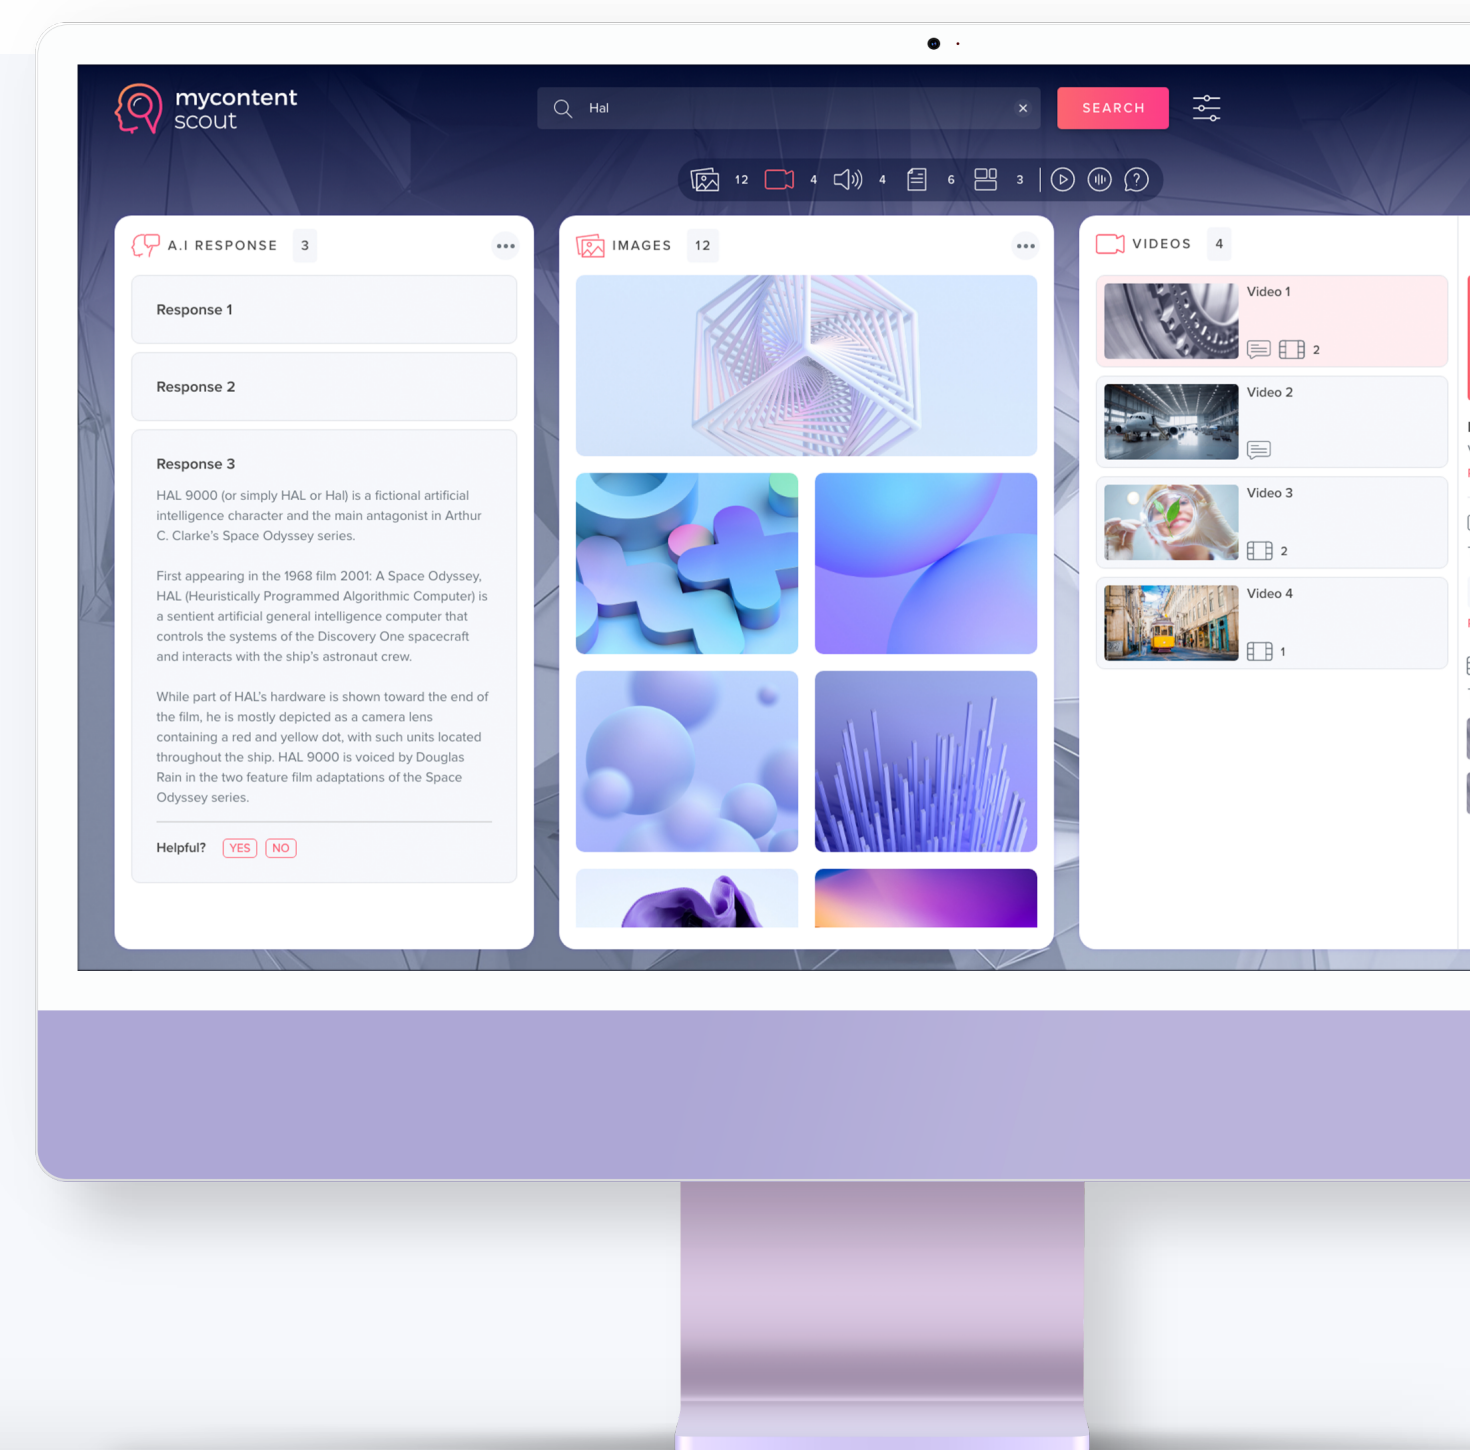 mycontent
scout
Hal
SEARCH
12 4 4 6 3
A.I RESPONSE 3
Response 1
Response 2
Response 3
HAL 9000 (or simply HAL or Hal) is a fictional artificial
intelligence character and the main antagonist in Arthur
C. Clarke's Space Odyssey series.
First appearing in the 1968 film 2001: A Space Odyssey,
HAL (Heuristically Programmed Algorithmic Computer) is
a sentient artificial general intelligence computer that
controls the systems of the Discovery One spacecraft
and interacts with the ship's astronaut crew.
While part of HAL's hardware is shown toward the end of
the film, he is mostly depicted as a camera lens
containing a red and yellow dot, with such units located
throughout the ship. HAL 9000 is voiced by Douglas
Rain in the two feature film adaptations of the Space
Odyssey series.
Helpful? YES NO
IMAGES 12
VIDEOS 4
Video 1
2
Video 2
Video 3
2
Video 4
1